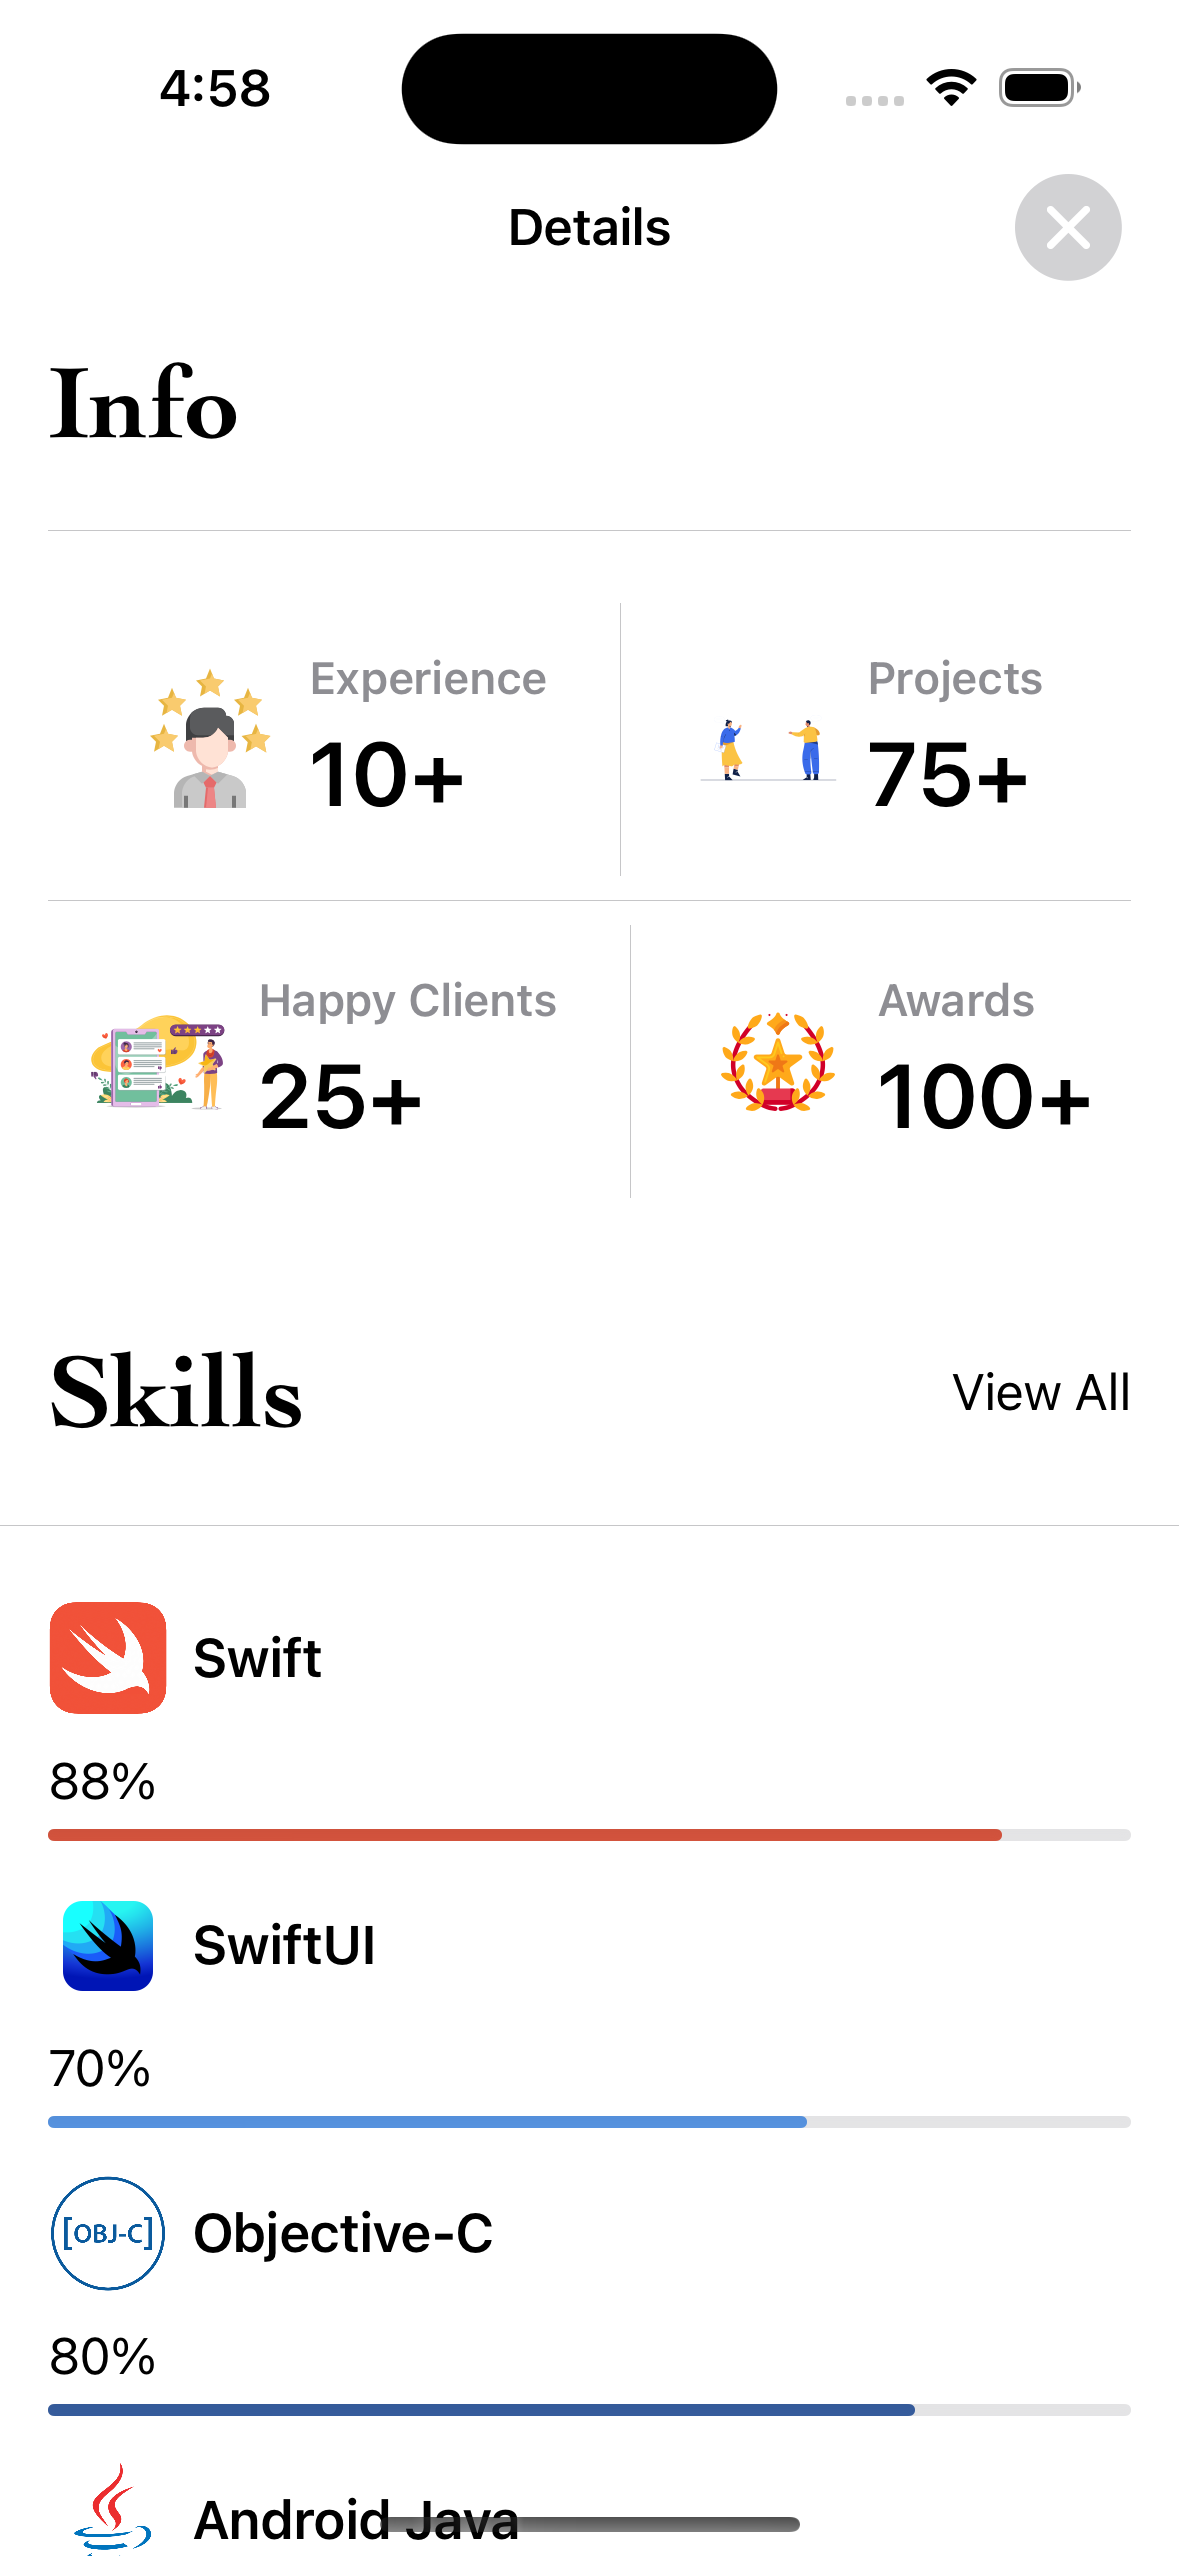 4:58
Details
Info
Experience
10+
Projects
75+
Happy Clients
25+
Awards
100+
Skills
View All
Swift
88%
SwiftUI
70%
[OBJ-C]
Objective-C
80%
Android Java